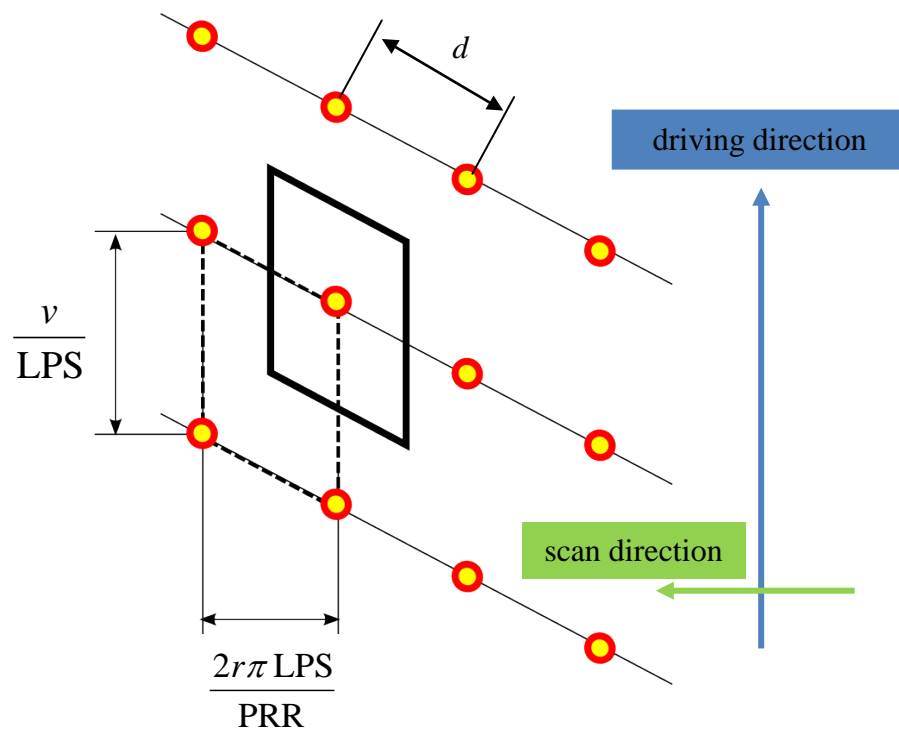 d
driving direction
v
LPS
scan direction
2rπ LPS
PRR